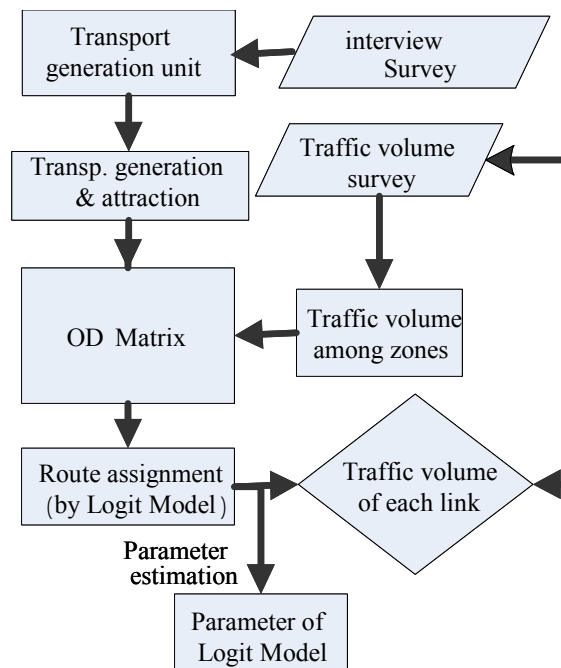 Transport
generation unit
interview
Survey
Transp. generation
& attraction
Traffic volume
survey
OD Matrix
Traffic volume
among zones
Route assignment
(by Logit Model)
Traffic volume
of each link
Parameter
estimation
Parameter of
Logit Model